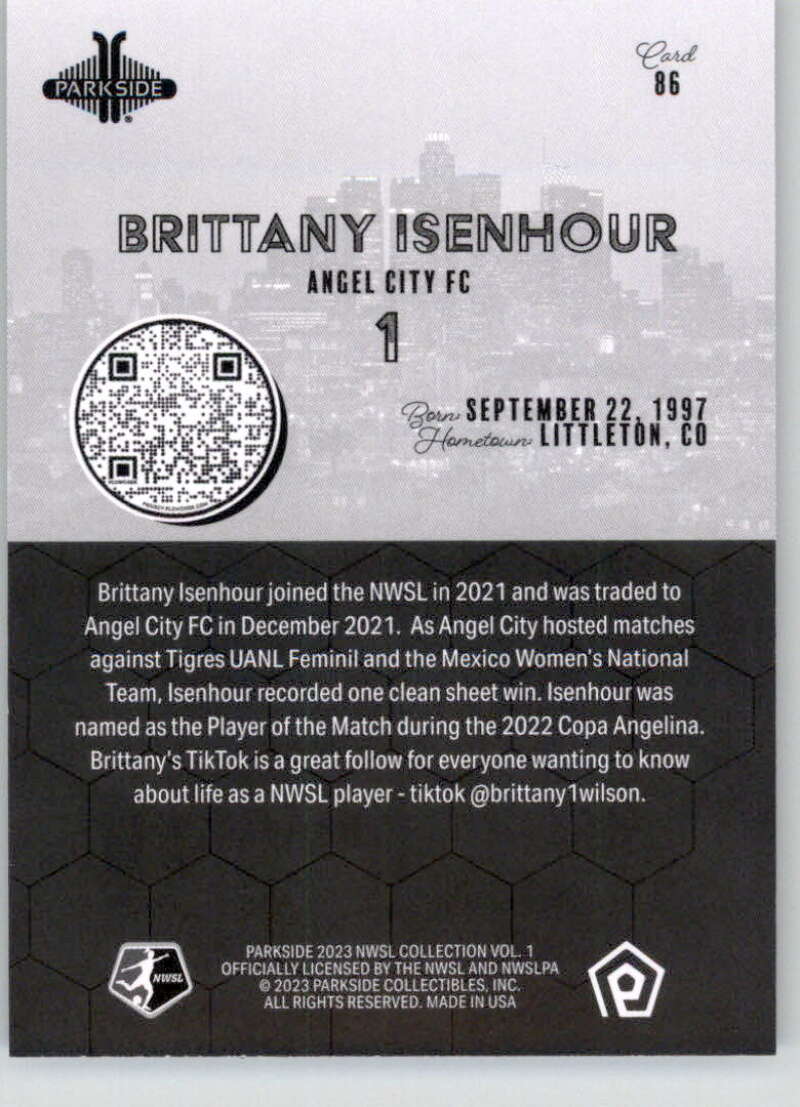 PARKSIDE
Card
86
BRITTANY ISENHOUR
ANGEL CITY FC
1
Born: SEPTEMBER 22, 1997
Hometown: LITTLETON, CO
Brittany Isenhour joined the NWSL in 2021 and was traded to
Angel City FC in December 2021. As Angel City hosted matches
against Tigres UANL Feminil and the Mexico Women's National
Team, Isenhour recorded one clean sheet win. Isenhour was
named as the Player of the Match during the 2022 Copa Angelina.
Brittany's TikTok is a great follow for everyone wanting to know
about life as a NWSL player - tiktok @brittany1wilson.
NWSL
PARKSIDE 2023 NWSL COLLECTION VOL. 1
OFFICIALLY LICENSED BY THE NWSL AND NWSLPA
© 2023 PARKSIDE COLLECTIBLES, INC.
ALL RIGHTS RESERVED. MADE IN USA